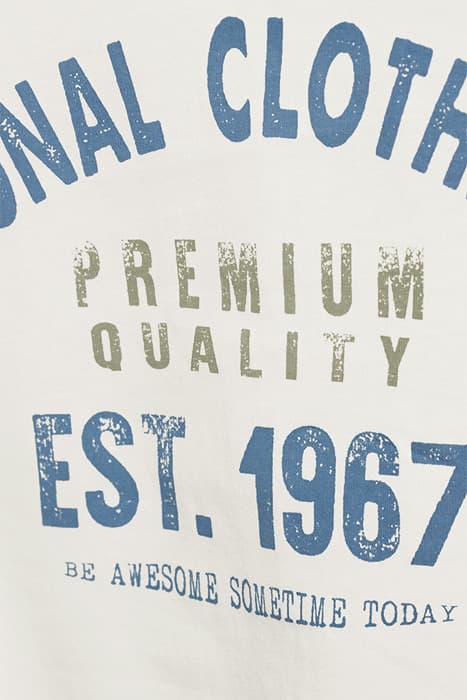 ONAL CLOTH
PREMIUM
QUALITY
EST. 1967
BE AWESOME SOMETIME TODAY